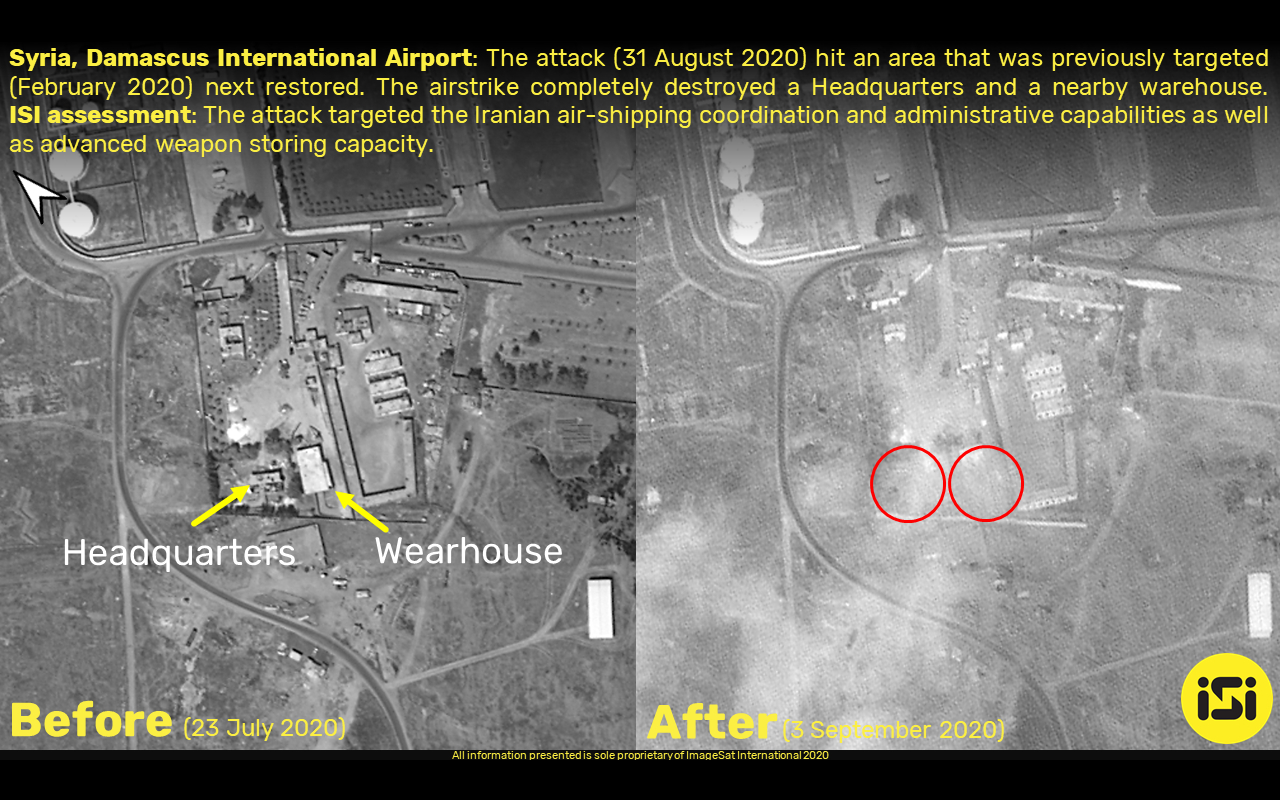 Syria, Damascus International Airport: The attack (31 August 2020) hit an area that was previously targeted
(February 2020) next restored. The airstrike completely destroyed a Headquarters and a nearby warehouse.
ISI assessment: The attack targeted the Iranian air-shipping coordination and administrative capabilities as well
as advanced weapon storing capacity.
Headquarters
Wearhouse
Before (23 July 2020)
After (3 September 2020)
iSi
All information presented is sole proprietary of ImageSat International 2020